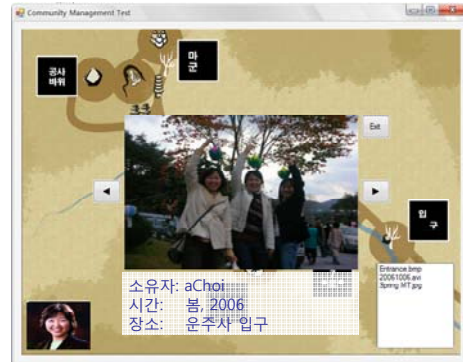 Community Management Test
공사
바위
마
군
Exit
◀
▶
입
구
Entrance.bmp
20061006.avi
Spring MT.jpg
소유자: aChoi
시간: 봄, 2006
장소: 운주사 입구